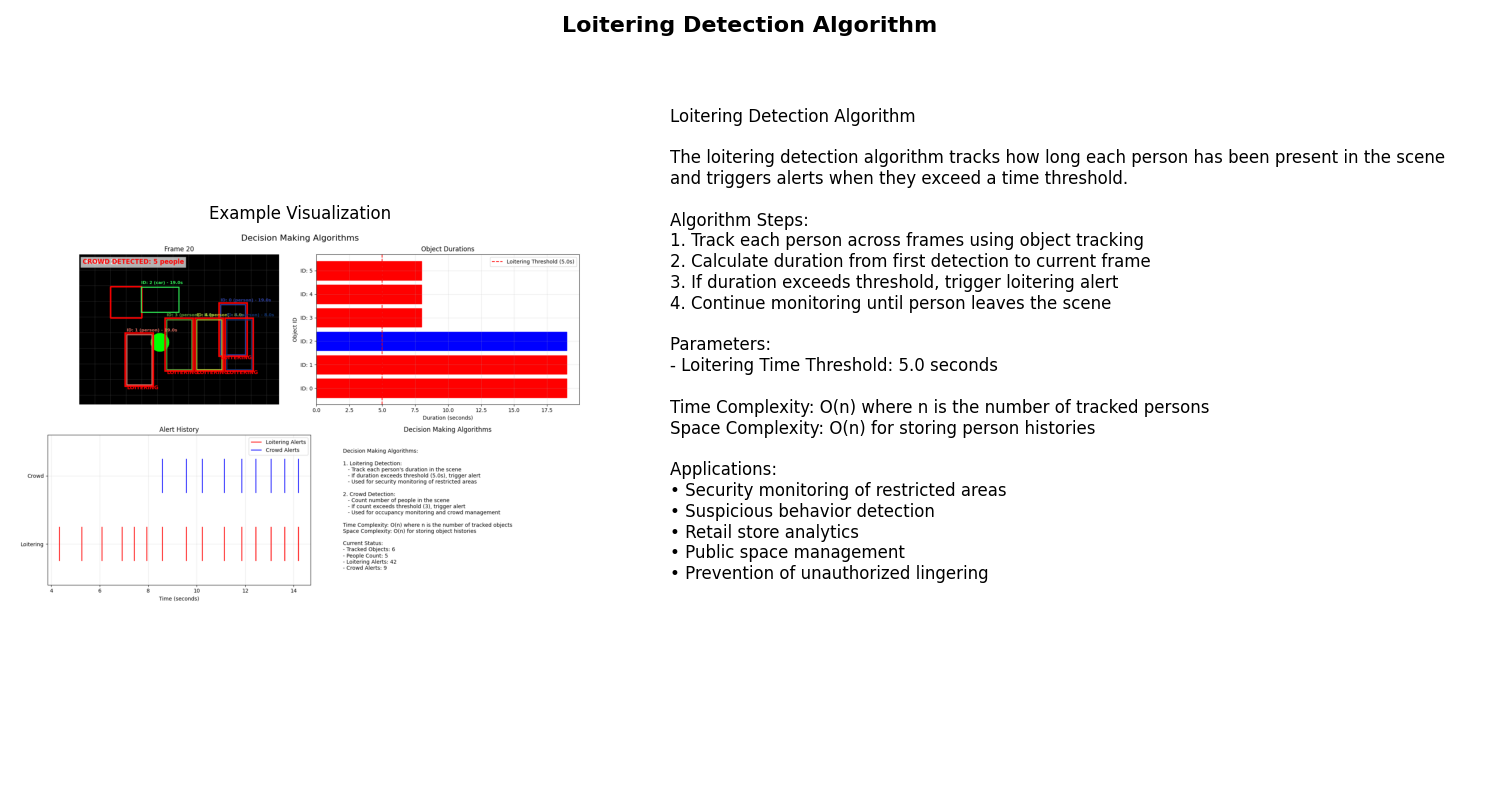 Loitering Detection Algorithm
Example Visualization
Decision Making Algorithms
Frame 20
CROWD DETECTED: 5 people
ID: 2 (car) - 19.0s
ID: 1 (person) - 19.0s
Object Durations
Loitering Threshold (5.0s)
Object ID
ID: 5
ID: 4
ID: 3
ID: 2
ID: 1
ID: 0
0.0 2.5 5.0 7.5 10.0 12.5 15.0 17.5
Duration (seconds)
Alert History
Loitering Alerts
Crowd Alerts
Crowd
Loitering
4 6 8 10 12 14
Time (seconds)
Decision Making Algorithms
Decision Making Algorithms:
1. Loitering Detection:
- Track each person's duration in the scene
- If duration exceeds threshold (5.0s), trigger alert
- Used for security monitoring of restricted areas
2. Crowd Detection:
- Count number of people in the scene
- If count exceeds threshold (3), trigger alert
- Used for occupancy monitoring and crowd management
Time Complexity: O(n) where n is the number of tracked objects
Space Complexity: O(n) for storing object histories
Current Status:
- Tracked Objects: 6
- People Count: 5
- Loitering Alerts: 42
- Crowd Alerts: 9
Loitering Detection Algorithm
The loitering detection algorithm tracks how long each person has been present in the scene
and triggers alerts when they exceed a time threshold.
Algorithm Steps:
1. Track each person across frames using object tracking
2. Calculate duration from first detection to current frame
3. If duration exceeds threshold, trigger loitering alert
4. Continue monitoring until person leaves the scene
Parameters:
- Loitering Time Threshold: 5.0 seconds
Time Complexity: O(n) where n is the number of tracked persons
Space Complexity: O(n) for storing person histories
Applications:
• Security monitoring of restricted areas
• Suspicious behavior detection
• Retail store analytics
• Public space management
• Prevention of unauthorized lingering